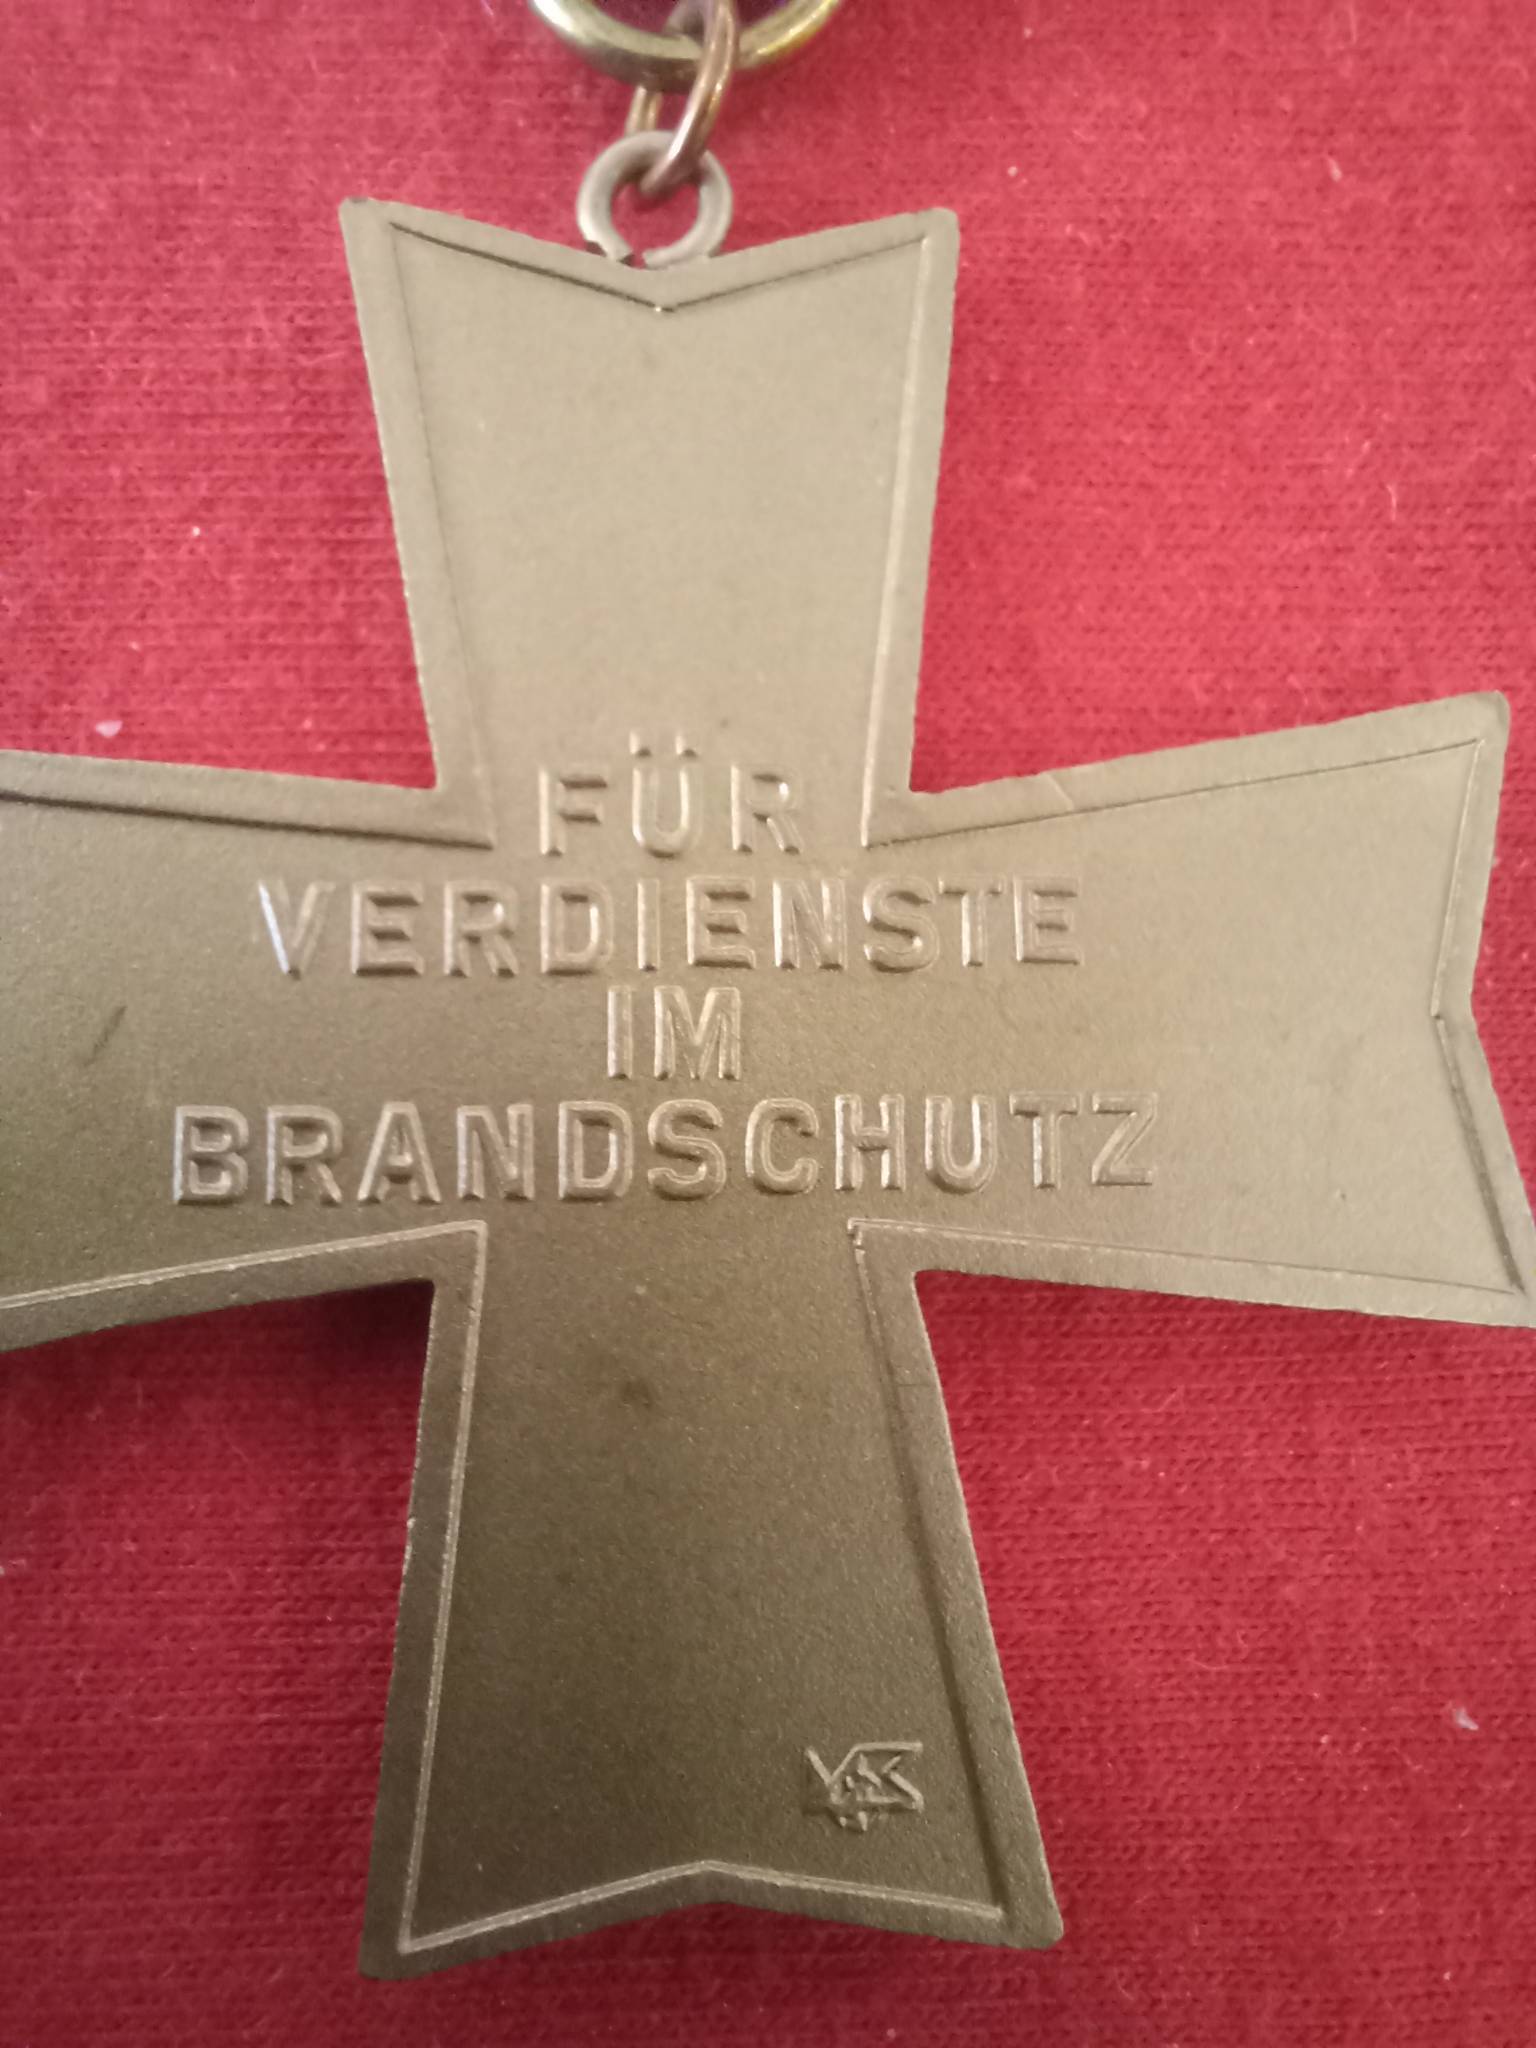 FÜR
VERDIENSTE
IM
BRANDSCHUTZ